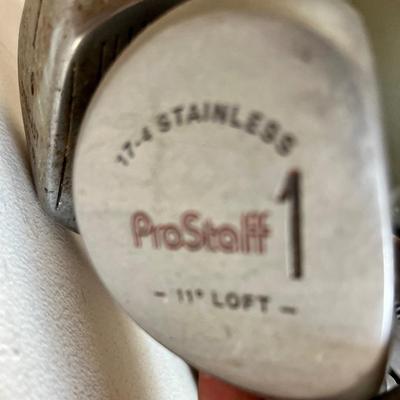 17-4 STAINLESS
ProStaff 1
- 11° LOFT -